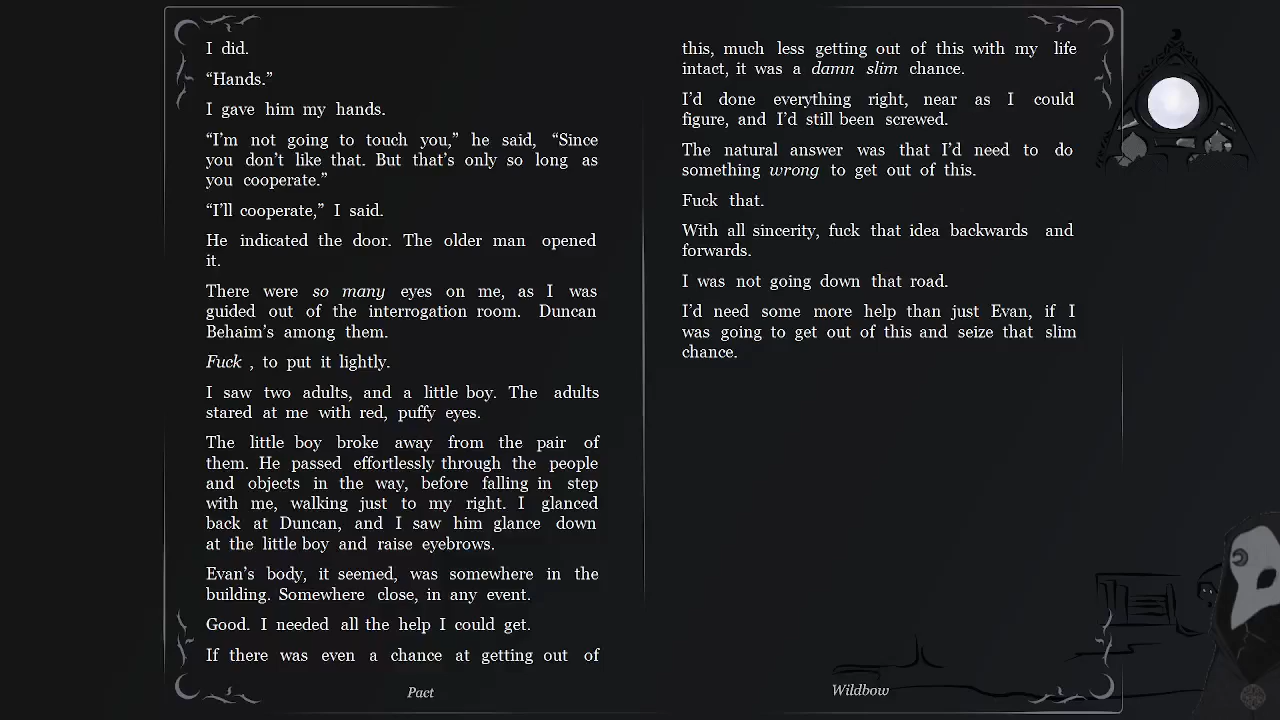 I did.
“Hands.”
I gave him my hands.
“I’m not going to touch you,” he said, “Since
you don’t like that. But that’s only so long as
you cooperate.”
“I’ll cooperate,” I said.
He indicated the door. The older man opened
it.
There were so many eyes on me, as I was
guided out of the interrogation room. Duncan
Behaim’s among them.
Fuck , to put it lightly.
I saw two adults, and a little boy. The adults
stared at me with red, puffy eyes.
The little boy broke away from the pair of
them. He passed effortlessly through the people
and objects in the way, before falling in step
with me, walking just to my right. I glanced
back at Duncan, and I saw him glance down
at the little boy and raise eyebrows.
Evan’s body, it seemed, was somewhere in the
building. Somewhere close, in any event.
Good. I needed all the help I could get.
If there was even a chance at getting out of
Pact
this, much less getting out of this with my life
intact, it was a damn slim chance.
I’d done everything right, near as I could
figure, and I’d still been screwed.
The natural answer was that I’d need to do
something wrong to get out of this.
Fuck that.
With all sincerity, fuck that idea backwards and
forwards.
I was not going down that road.
I’d need some more help than just Evan, if I
was going to get out of this and seize that slim
chance.
Wildbow